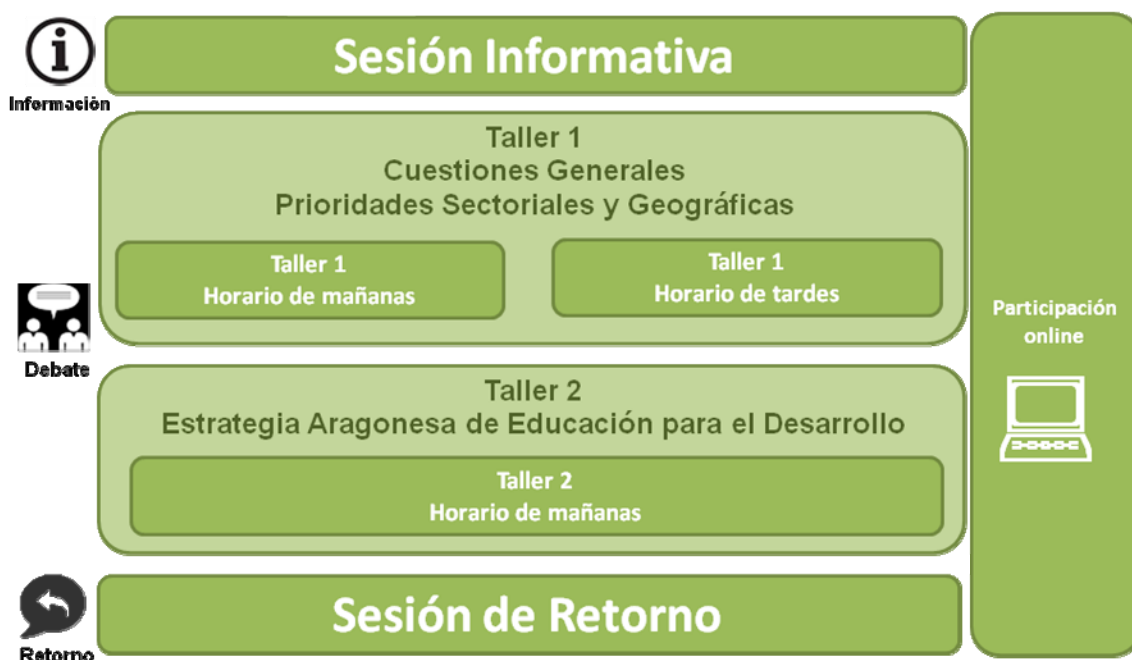 Sesión Informativa
Información
Taller 1
Cuestiones Generales
Prioridades Sectoriales y Geográficas
Taller 1
Horario de mañanas
Taller 1
Horario de tardes
Debate
Taller 2
Estrategia Aragonesa de Educación para el Desarrollo
Taller 2
Horario de mañanas
Sesión de Retorno
Retorno
Participación
online